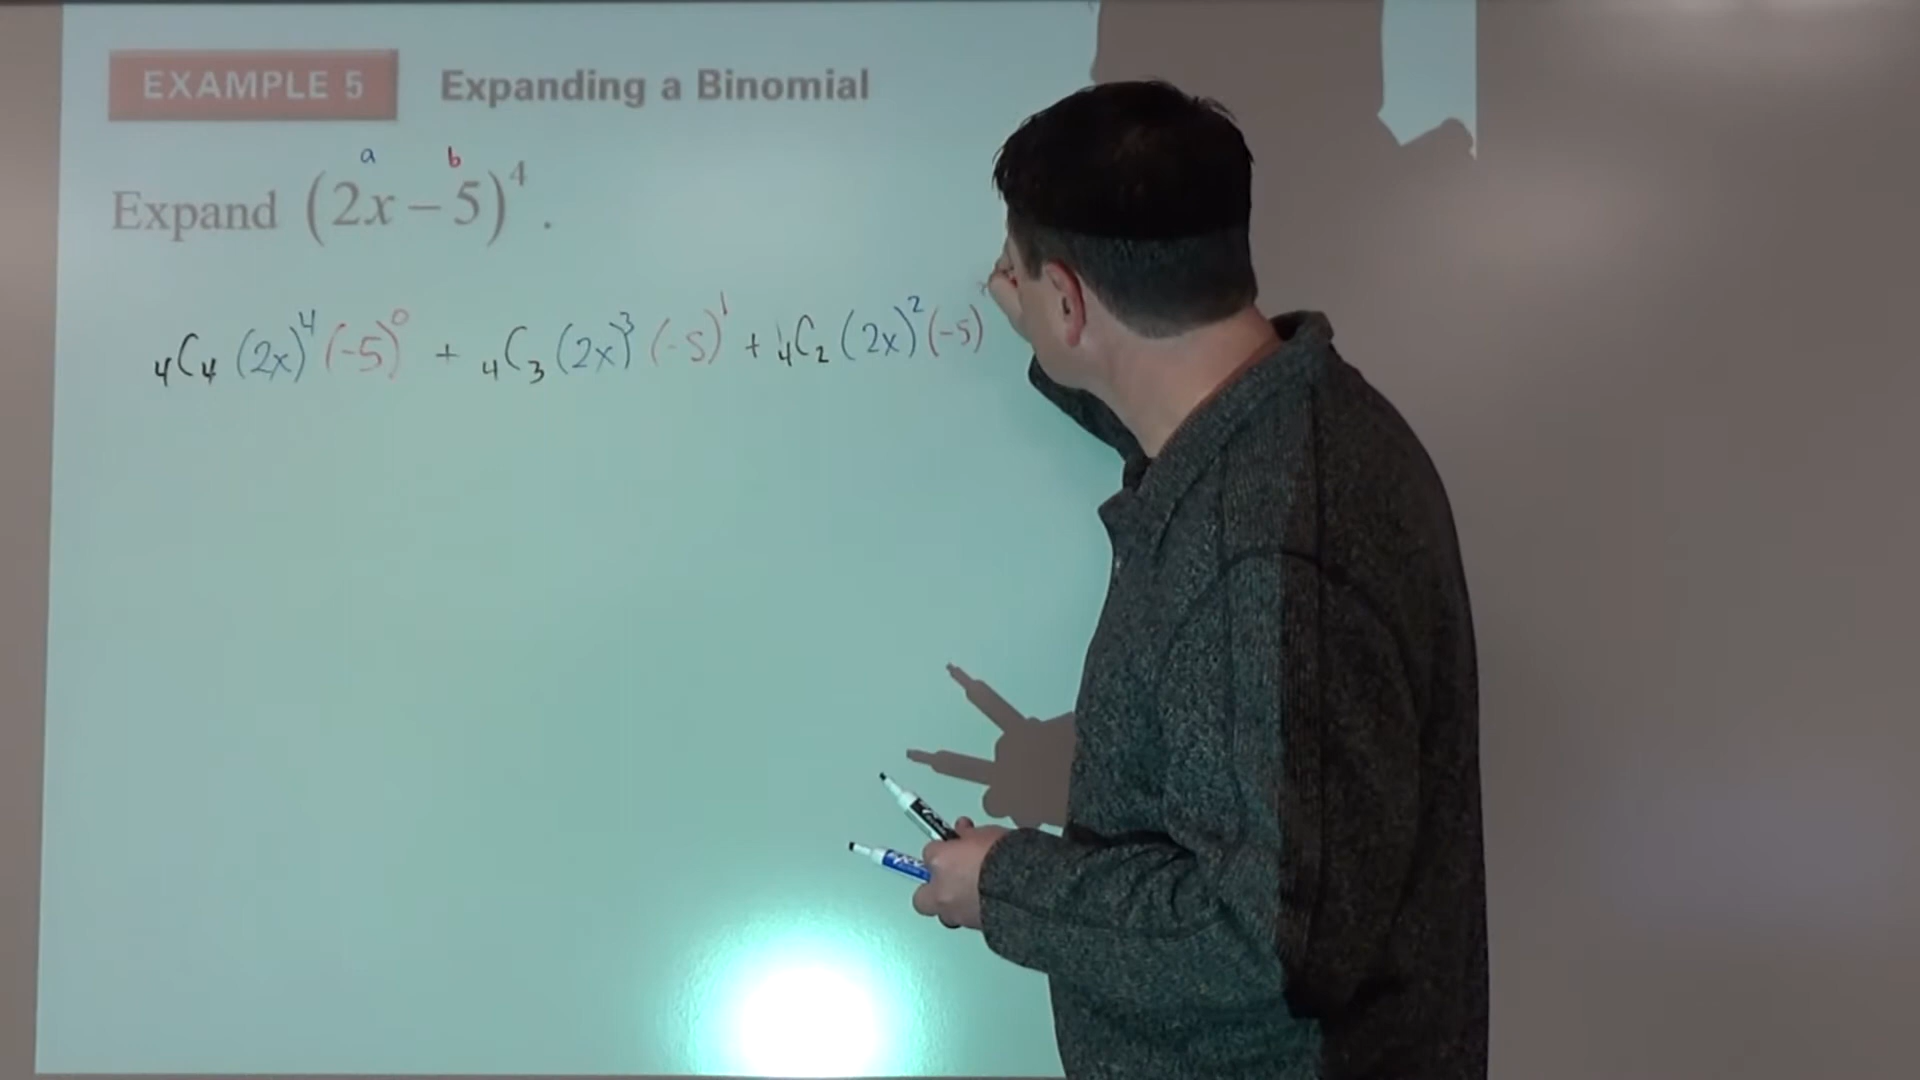 EXAMPLE 5 Expanding a Binomial
a b
Expand (2x − 5)⁴.
₄C₄ (2x)⁴ (-5)⁰ + ₄C₃ (2x)³ (-5)¹ + ₄C₂ (2x)² (-5)